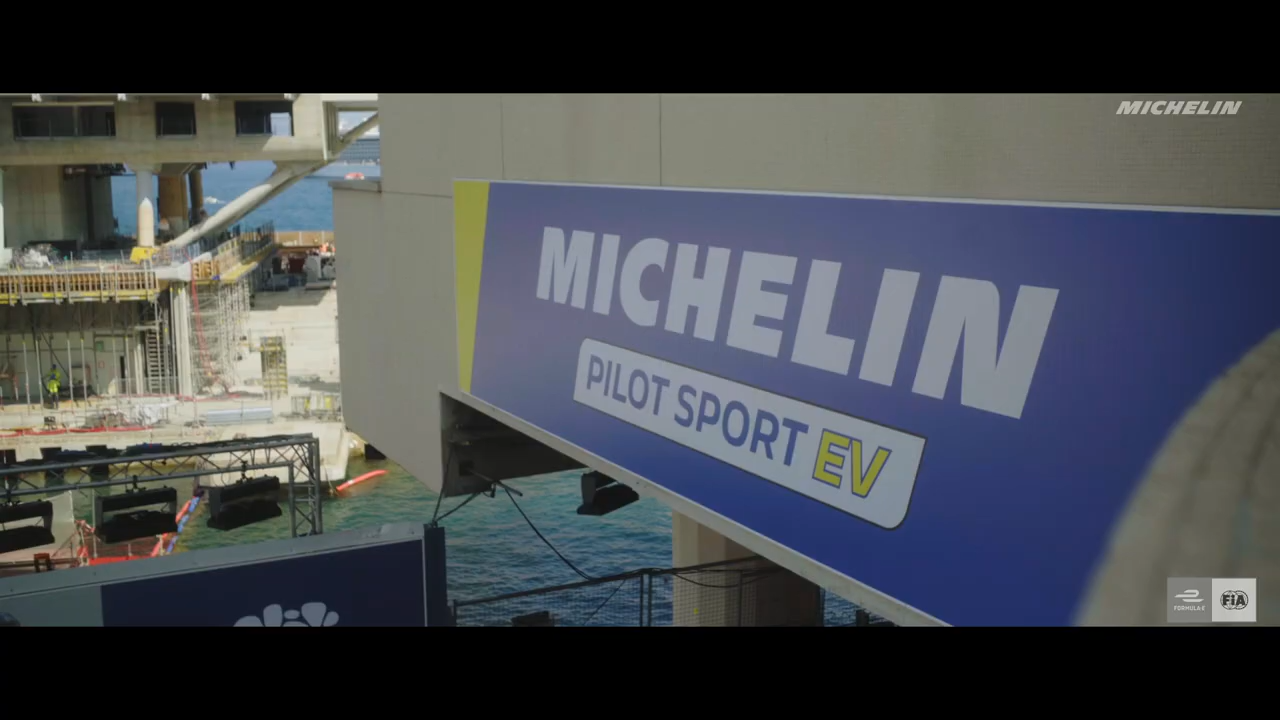 MICHELIN
MICHELIN
PILOT SPORT EV
FORMULA E
FIA